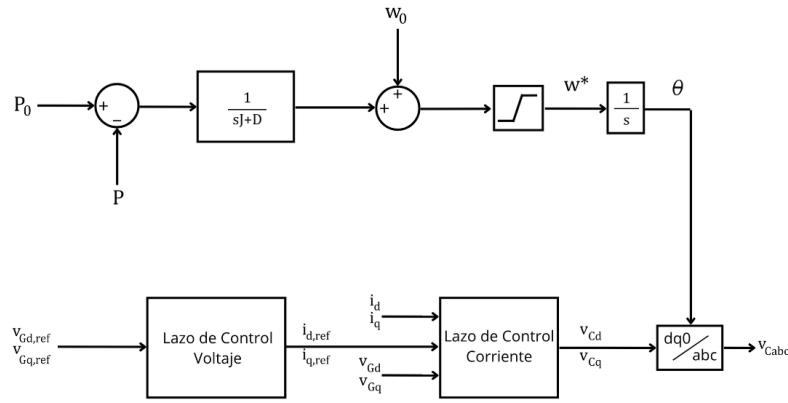 w0
P0
+
−
P
1
sJ+D
+
+
w*
1
s
θ
vGd,ref
vGq,ref
Lazo de Control
Voltaje
id,ref
iq,ref
id
iq
vGd
vGq
Lazo de Control
Corriente
vCd
vCq
dq0
abc
vCabc